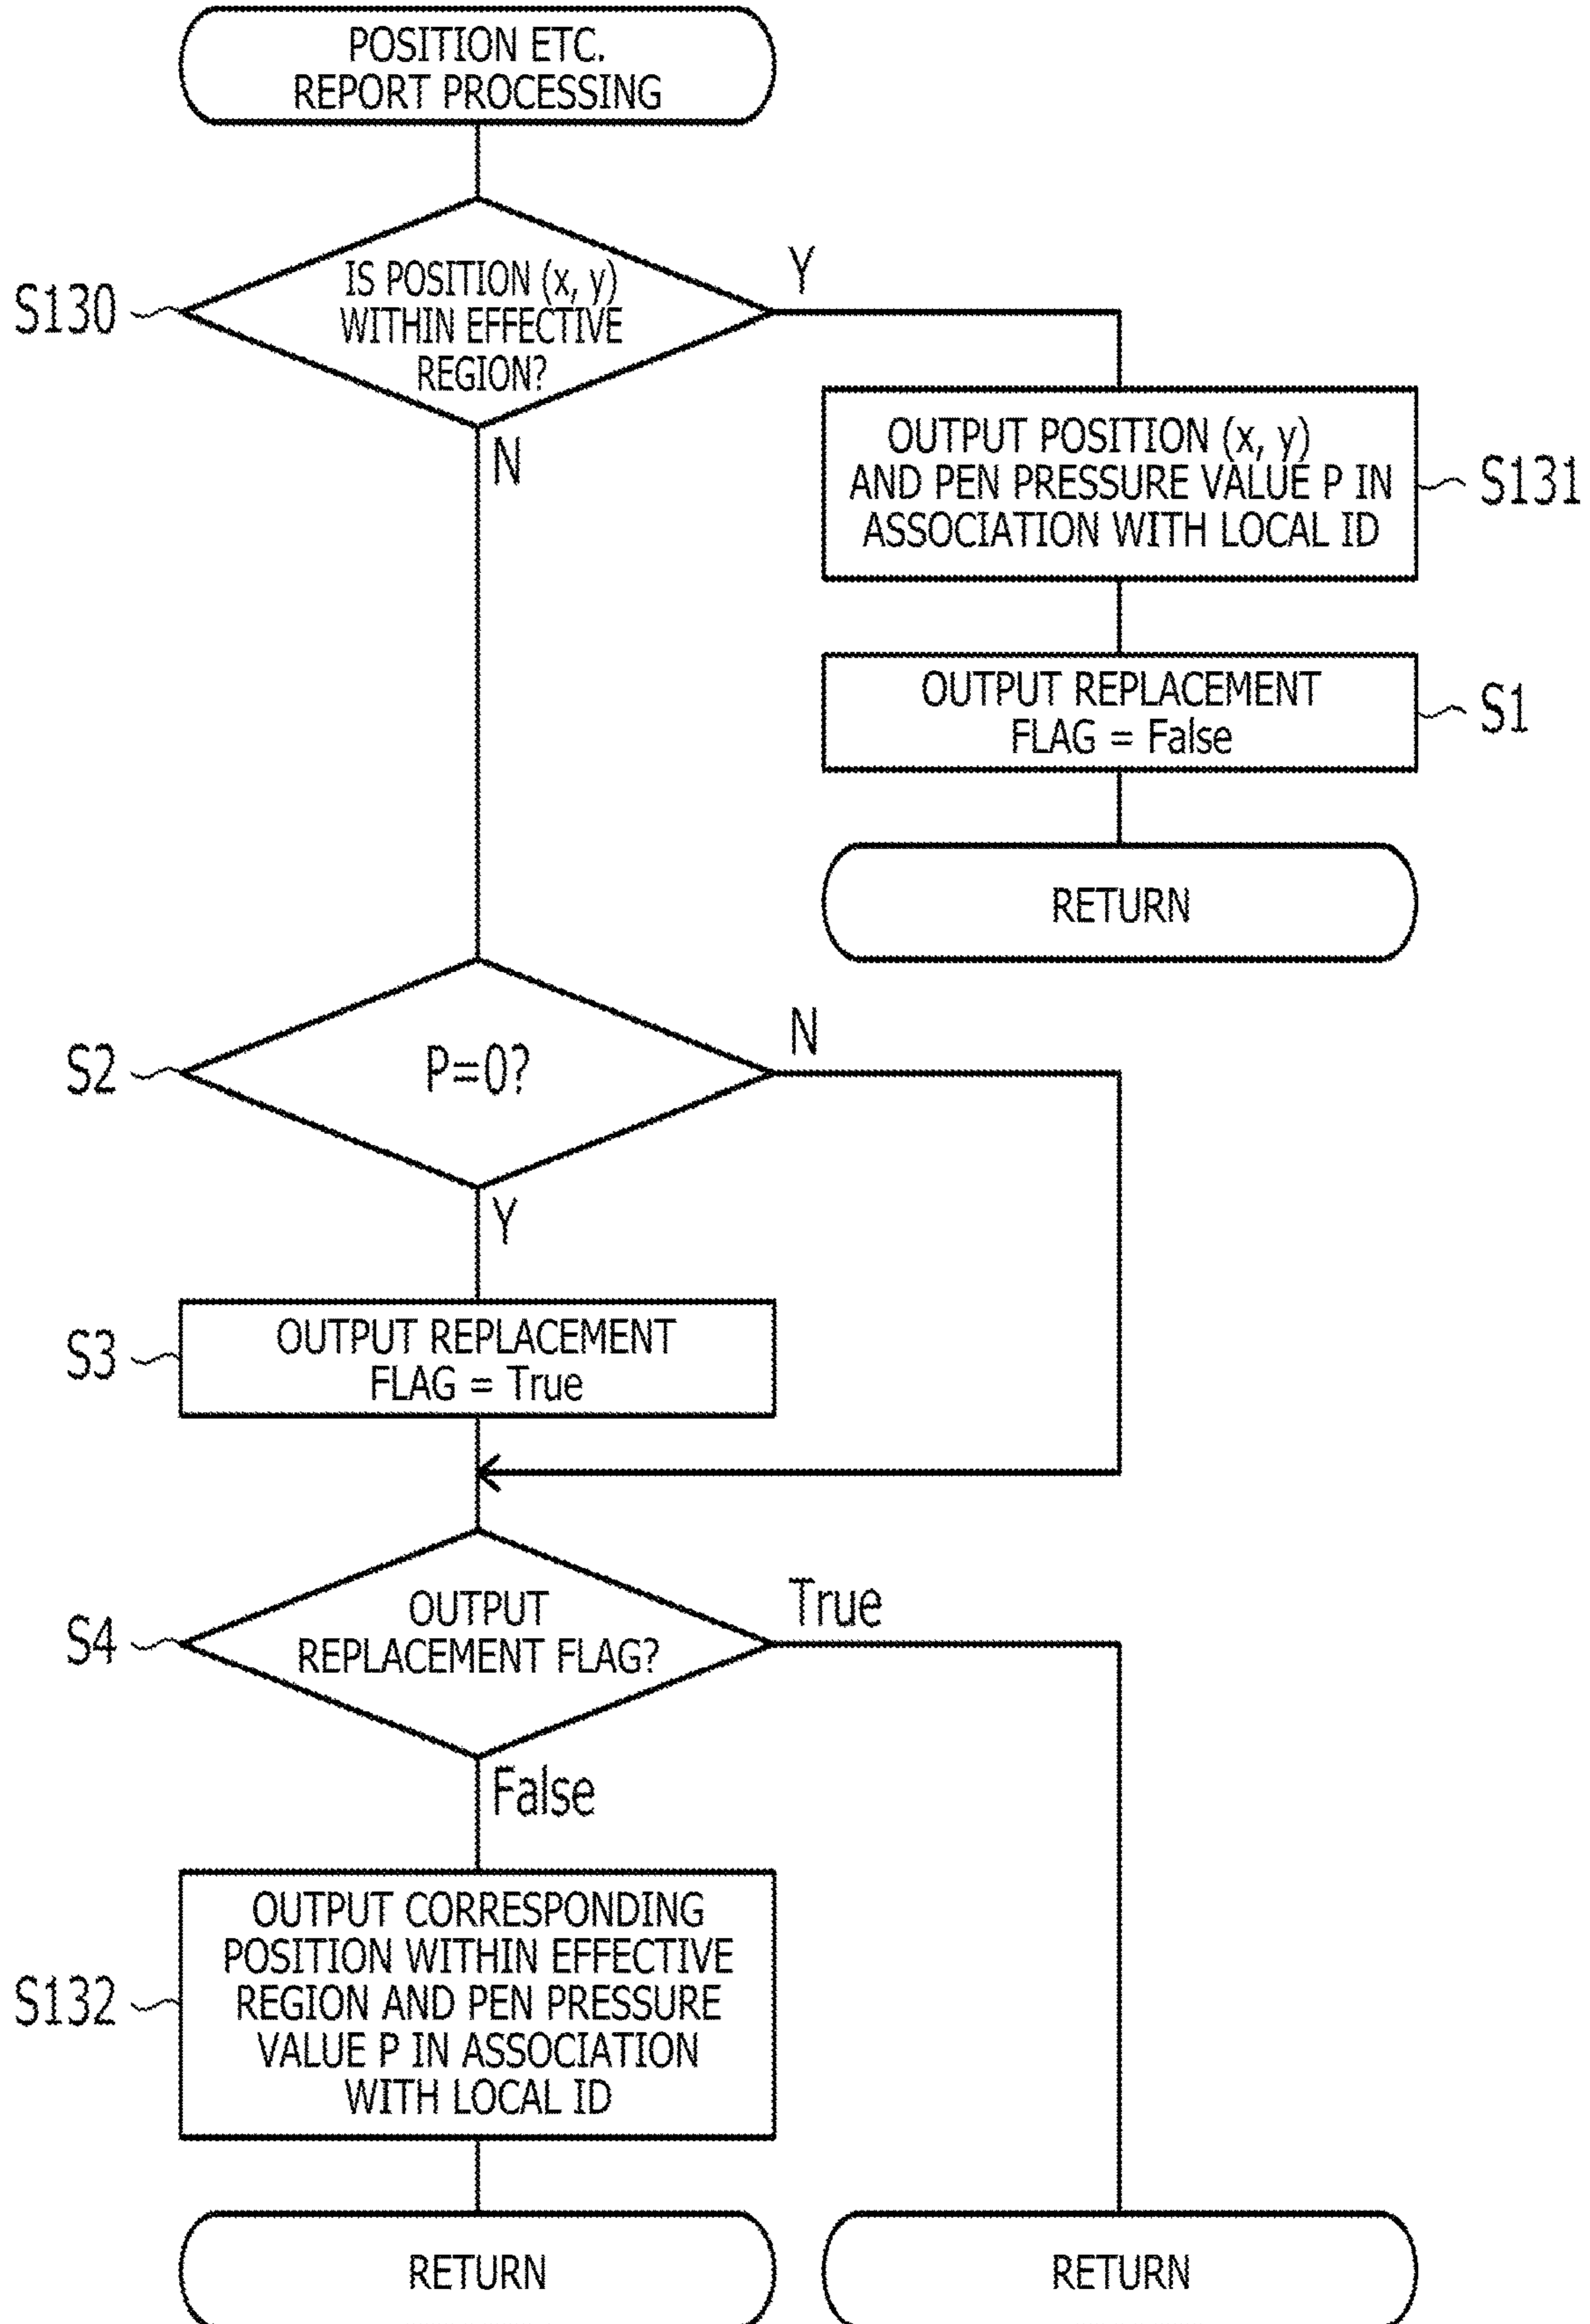 POSITION ETC.
REPORT PROCESSING
S130
IS POSITION (x, y)
WITHIN EFFECTIVE
REGION?
Y
N
OUTPUT POSITION (x, y)
AND PEN PRESSURE VALUE P IN
ASSOCIATION WITH LOCAL ID
S131
OUTPUT REPLACEMENT
FLAG = False
S1
RETURN
S2
P=0?
N
Y
S3
OUTPUT REPLACEMENT
FLAG = True
S4
OUTPUT
REPLACEMENT FLAG?
True
False
S132
OUTPUT CORRESPONDING
POSITION WITHIN EFFECTIVE
REGION AND PEN PRESSURE
VALUE P IN ASSOCIATION
WITH LOCAL ID
RETURN
RETURN